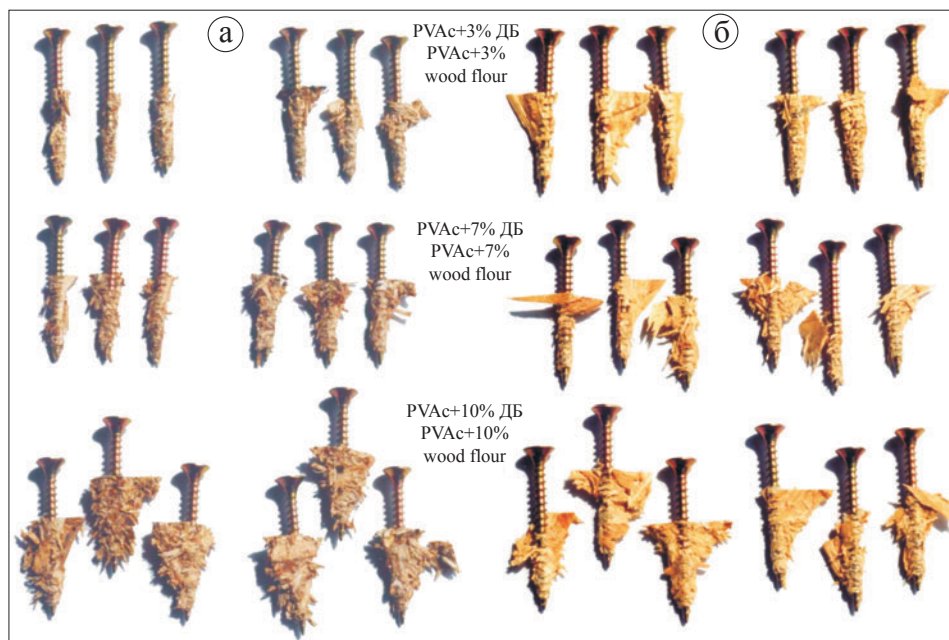 а
PVAc+3% ДБ
PVAc+3%
wood flour
б
PVAc+7% ДБ
PVAc+7%
wood flour
PVAc+10% ДБ
PVAc+10%
wood flour